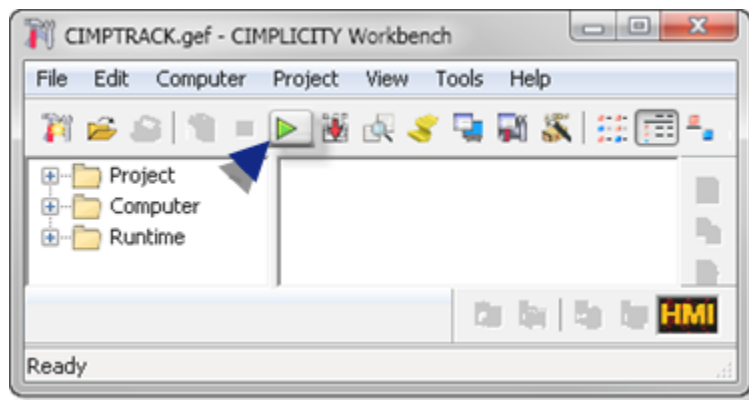 CIMPTRACK.gef - CIMPLICITY Workbench
File Edit Computer Project View Tools Help
Project
Computer
Runtime
HMI
Ready